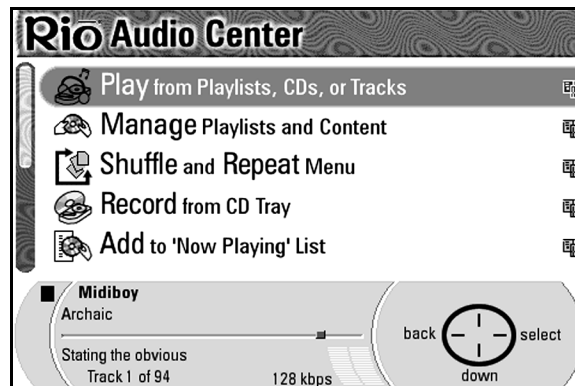 Rio Audio Center
Play from Playlists, CDs, or Tracks
Manage Playlists and Content
Shuffle and Repeat Menu
Record from CD Tray
Add to 'Now Playing' List
Midiboy
Archaic
Stating the obvious
Track 1 of 94
128 kbps
back
select
down